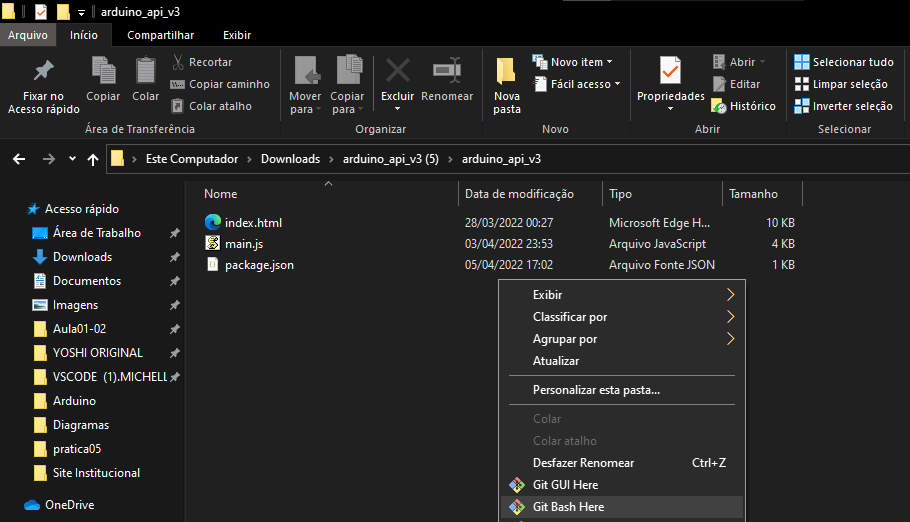 arduino_api_v3
Arquivo Início Compartilhar Exibir
Fixar no Acesso rápido
Copiar
Colar
Recortar
Copiar caminho
Colar atalho
Área de Transferência
Mover para
Copiar para
Excluir
Renomear
Organizar
Nova pasta
Novo item
Fácil acesso
Novo
Propriedades
Abrir
Editar
Histórico
Abrir
Selecionar tudo
Limpar seleção
Inverter seleção
Selecionar
Este Computador > Downloads > arduino_api_v3 (5) > arduino_api_v3
Nome Data de modificação Tipo Tamanho
index.html 28/03/2022 00:27 Microsoft Edge H... 10 KB
main.js 03/04/2022 23:53 Arquivo JavaScript 4 KB
package.json 05/04/2022 17:02 Arquivo Fonte JSON 1 KB
Acesso rápido
Área de Trabalho
Downloads
Documentos
Imagens
Aula01-02
YOSHI ORIGINAL
VSCODE (1).MICHELL
Arduino
Diagramas
pratica05
Site Institucional
OneDrive
Exibir
Classificar por
Agrupar por
Atualizar
Personalizar esta pasta...
Colar
Colar atalho
Desfazer Renomear Ctrl+Z
Git GUI Here
Git Bash Here